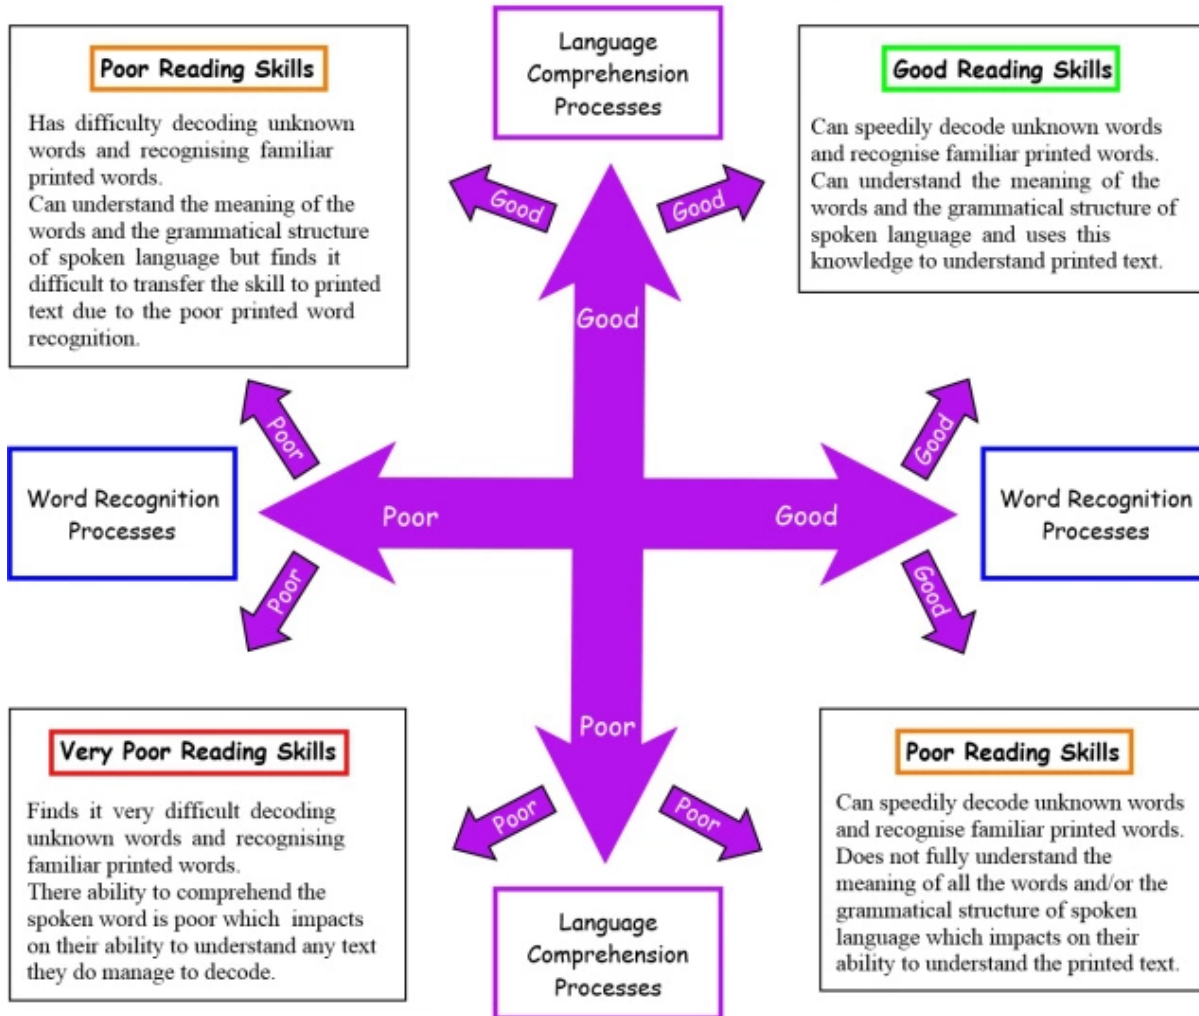 Language
Comprehension
Processes
Poor Reading Skills
Has difficulty decoding unknown
words and recognising familiar
printed words.
Can understand the meaning of the
words and the grammatical structure
of spoken language but finds it
difficult to transfer the skill to printed
text due to the poor printed word
recognition.
Good Reading Skills
Can speedily decode unknown words
and recognise familiar printed words.
Can understand the meaning of the
words and the grammatical structure of
spoken language and uses this
knowledge to understand printed text.
Good
Good
Good
Poor
Good
Word Recognition
Processes
Poor
Good
Word Recognition
Processes
Poor
Good
Poor
Very Poor Reading Skills
Finds it very difficult decoding
unknown words and recognising
familiar printed words.
There ability to comprehend the
spoken word is poor which impacts
on their ability to understand any text
they do manage to decode.
Poor
Poor
Poor Reading Skills
Can speedily decode unknown words
and recognise familiar printed words.
Does not fully understand the
meaning of all the words and/or the
grammatical structure of spoken
language which impacts on their
ability to understand the printed text.
Language
Comprehension
Processes